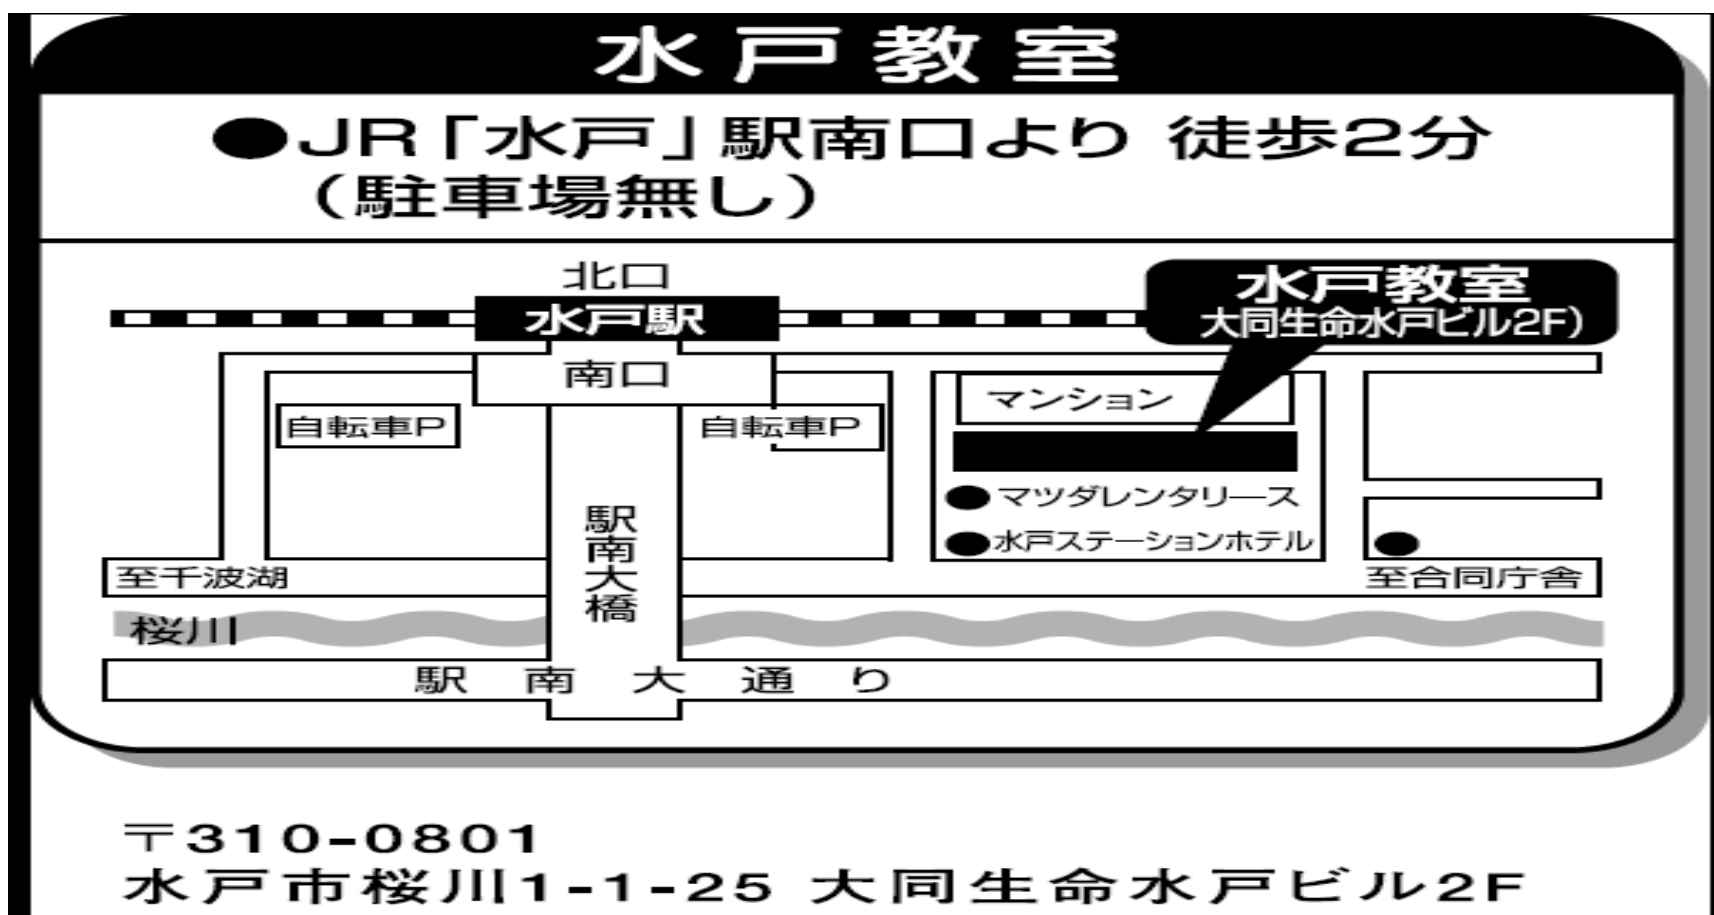 水戸教室
●JR「水戸」駅南口より 徒歩2分
(駐車場無し)
北口
水戸駅
水戸教室
大同生命水戸ビル2F)
南口
マンション
自転車P
自転車P
●マツダレンタリース
駅南大橋
●水戸ステーションホテル
●
至千波湖
至合同庁舎
桜川
駅南大通り
〒310-0801
水戸市桜川1-1-25 大同生命水戸ビル2F